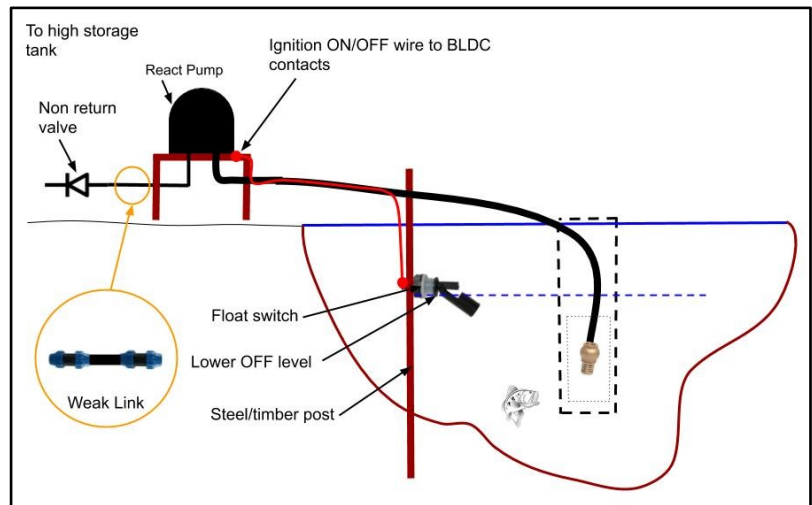 To high storage
tank
Ignition ON/OFF wire to BLDC
contacts
React Pump
Non return
valve
Float switch
Lower OFF level
Weak Link
Steel/timber post